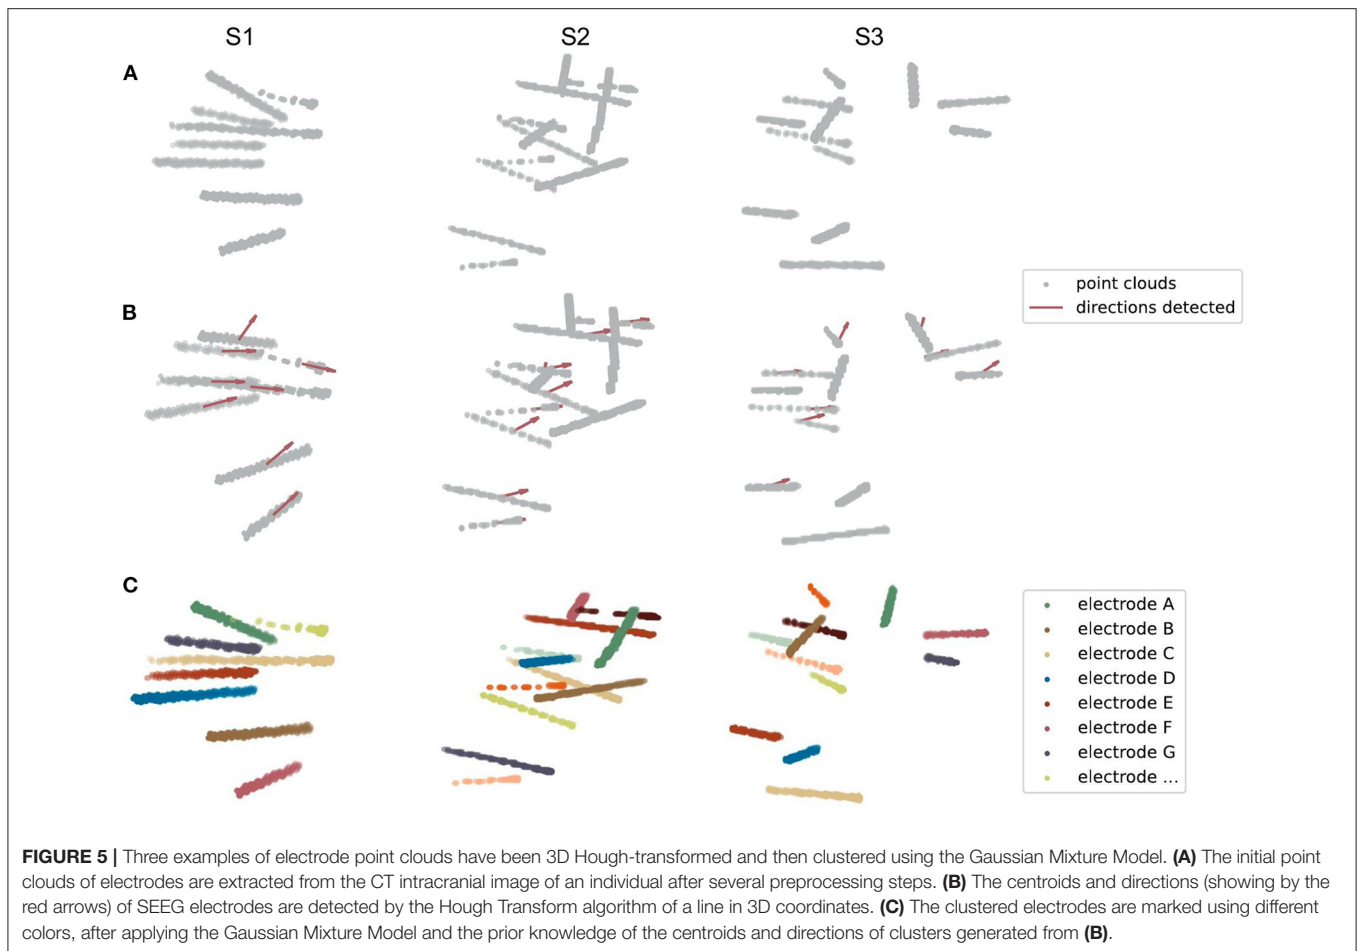 S1 S2 S3
A
point clouds
directions detected
B
C
electrode A
electrode B
electrode C
electrode D
electrode E
electrode F
electrode G
electrode ...
FIGURE 5 | Three examples of electrode point clouds have been 3D Hough-transformed and then clustered using the Gaussian Mixture Model. (A) The initial point
clouds of electrodes are extracted from the CT intracranial image of an individual after several preprocessing steps. (B) The centroids and directions (showing by the
red arrows) of SEEG electrodes are detected by the Hough Transform algorithm of a line in 3D coordinates. (C) The clustered electrodes are marked using different
colors, after applying the Gaussian Mixture Model and the prior knowledge of the centroids and directions of clusters generated from (B).